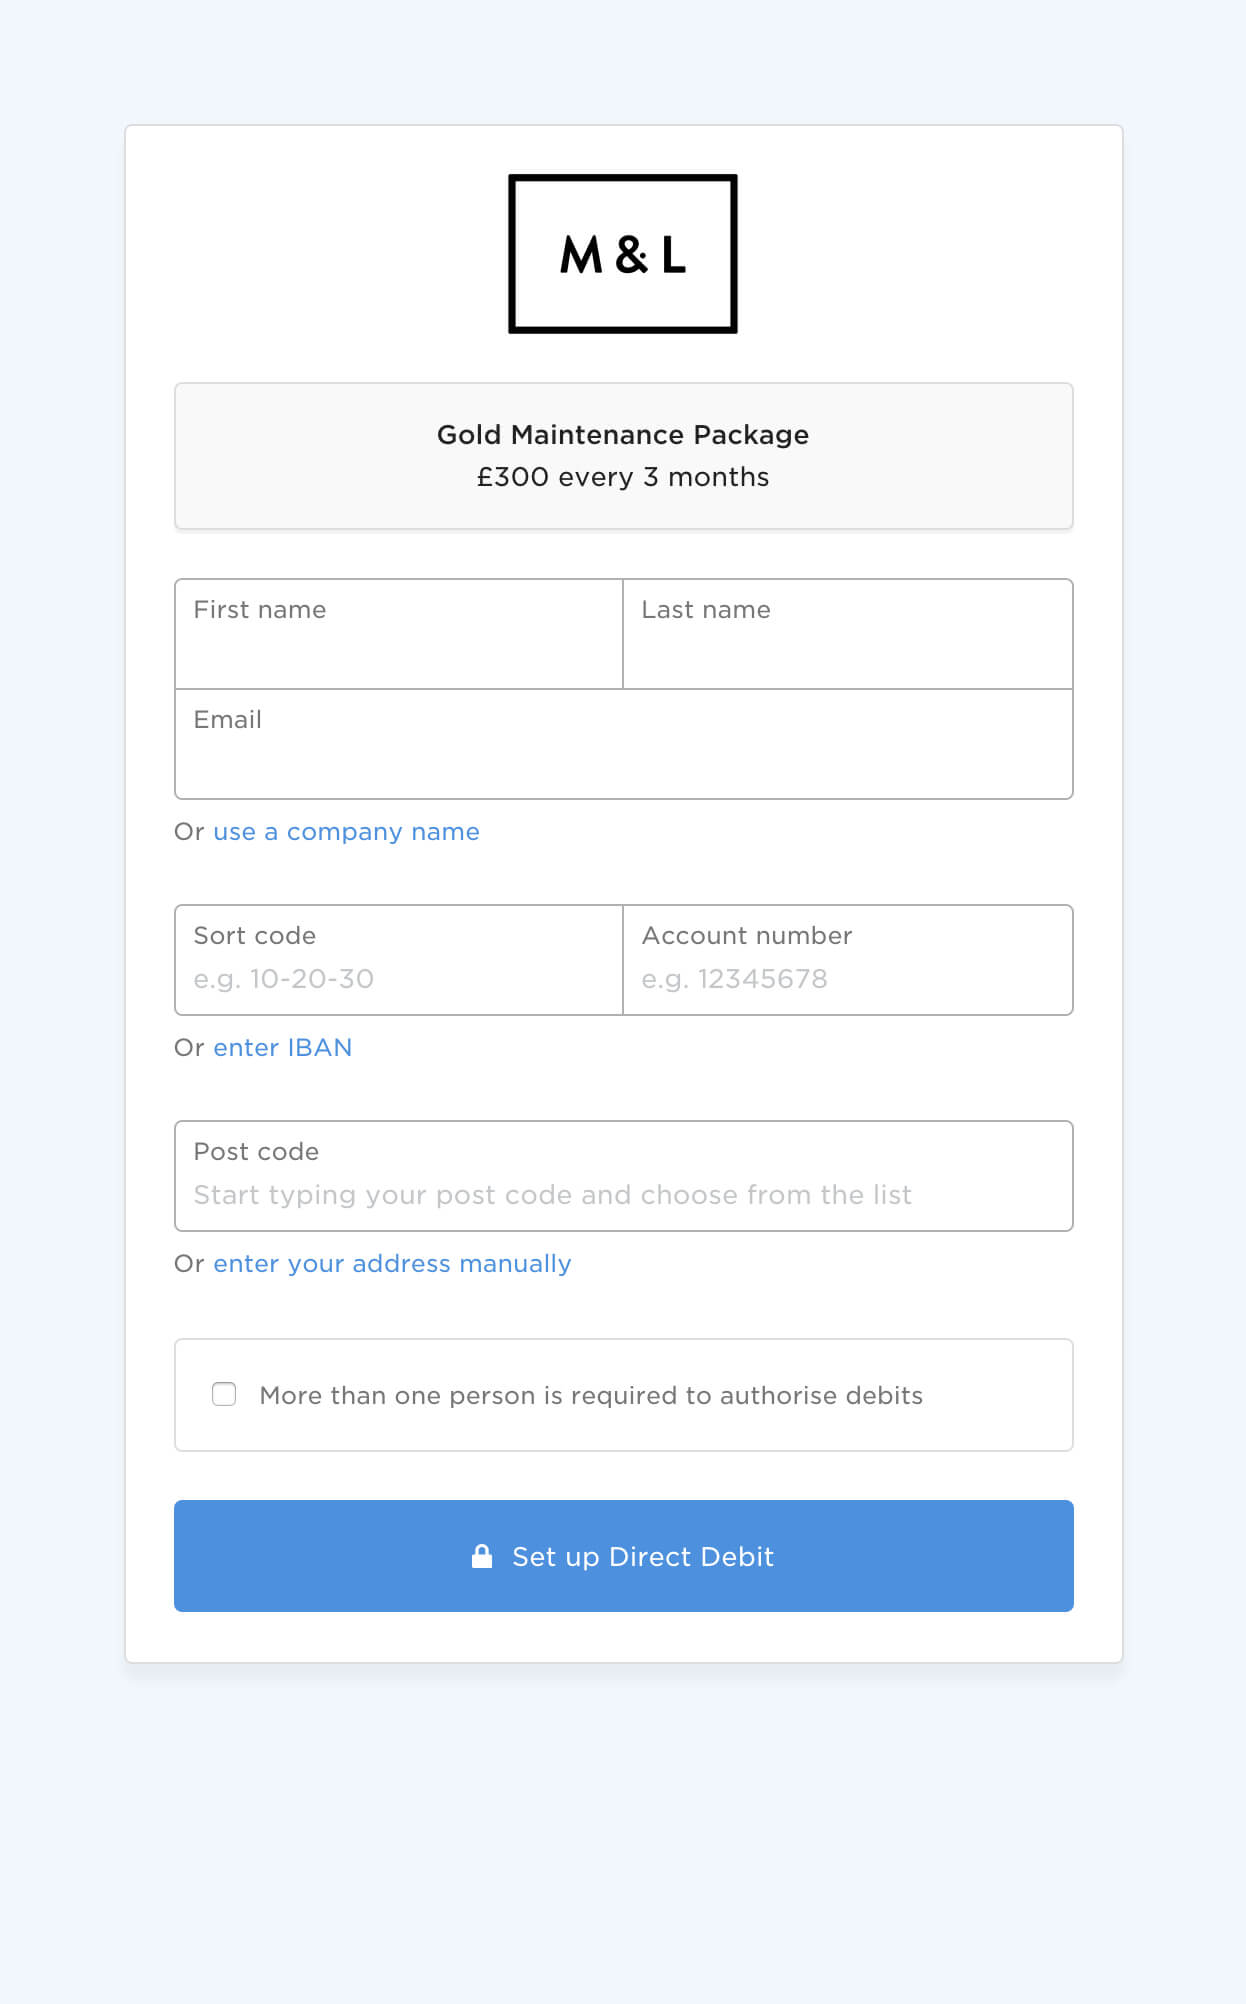 M & L
Gold Maintenance Package
£300 every 3 months
First name
Last name
Email
Or use a company name
Sort code
Account number
e.g. 10-20-30
e.g. 12345678
Or enter IBAN
Post code
Start typing your post code and choose from the list
Or enter your address manually
More than one person is required to authorise debits
Set up Direct Debit